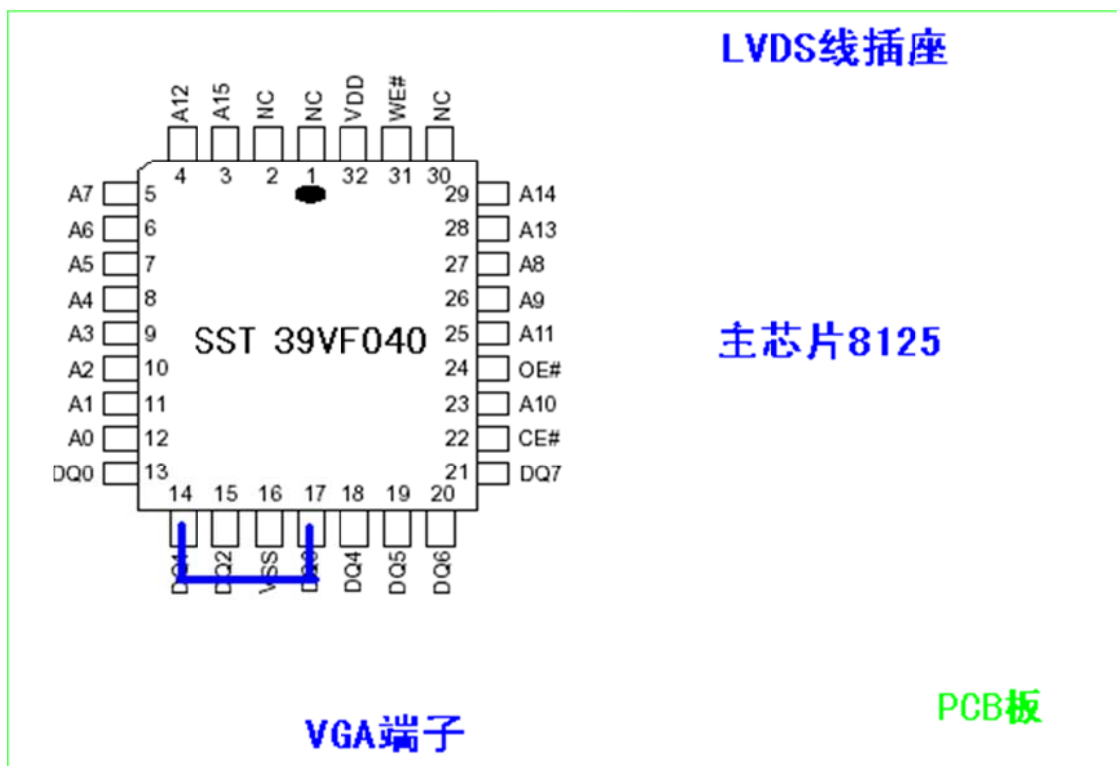 LVDS线插座
A12 A15 NC NC VDD WE# NC
4 3 2 1 32 31 30
A7 5 29 A14
A6 6 28 A13
A5 7 27 A8
A4 8 26 A9
A3 9 25 A11
SST 39VF040
主芯片8125
A2 10 24 OE#
A1 11 23 A10
A0 12 22 CE#
DQ0 13 21 DQ7
14 15 16 17 18 19 20
DQ1 DQ2 VSS DQ3 DQ4 DQ5 DQ6
PCB板
VGA端子